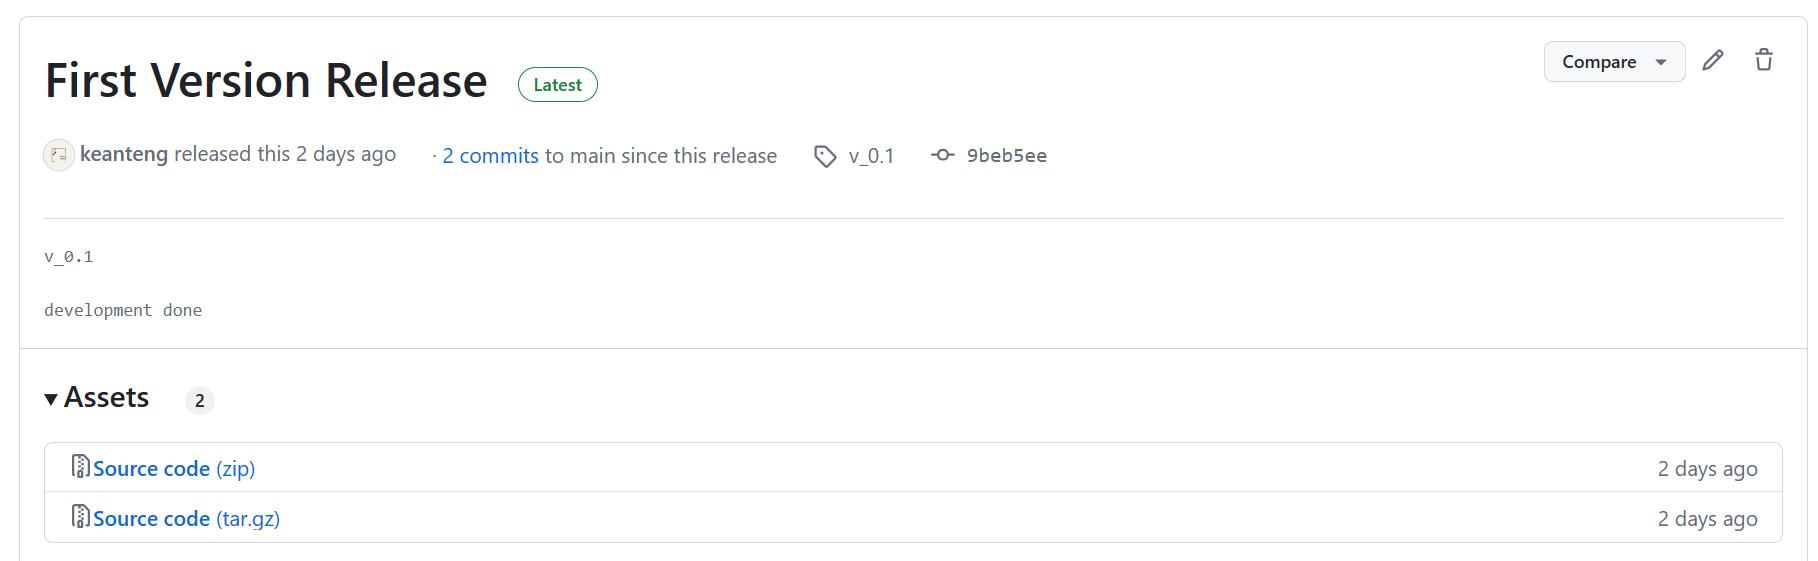 First Version Release Latest Compare
keanteng released this 2 days ago · 2 commits to main since this release v_0.1 9beb5ee
v_0.1
development done
Assets 2
Source code (zip) 2 days ago
Source code (tar.gz) 2 days ago